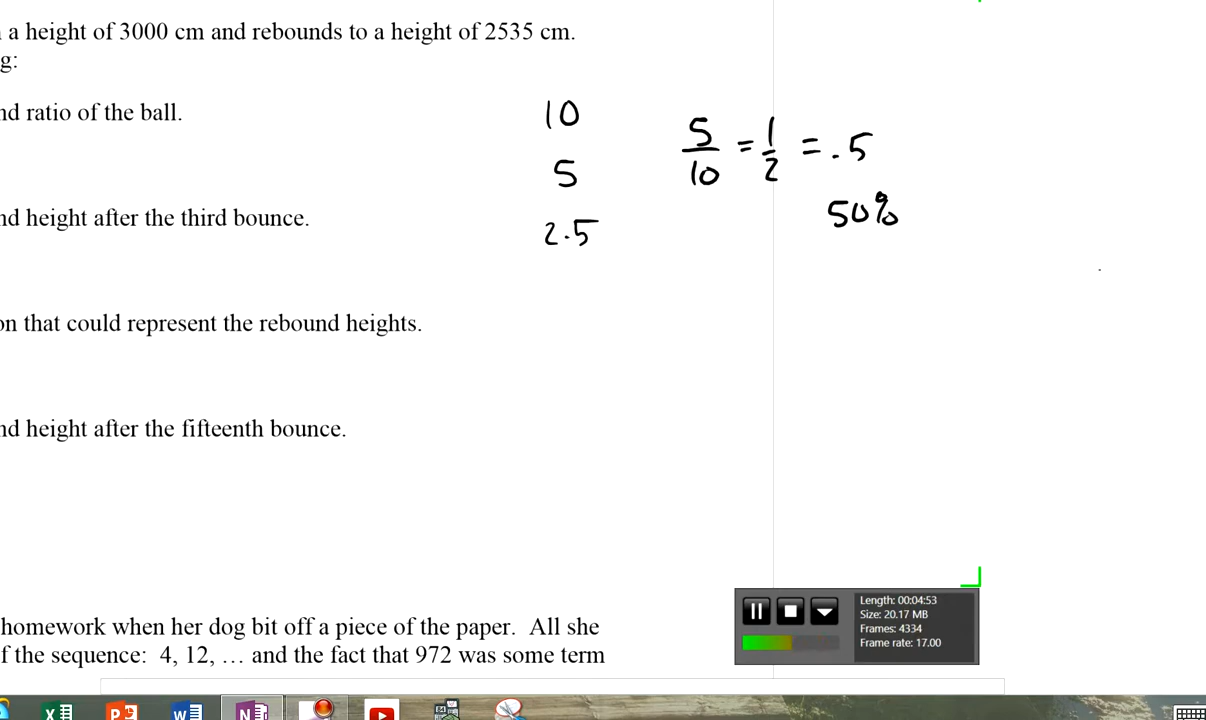 a height of 3000 cm and rebounds to a height of 2535 cm.
g:
nd ratio of the ball.
10
5
2.5
5/10 = 1/2 = .5
50%
nd height after the third bounce.
on that could represent the rebound heights.
nd height after the fifteenth bounce.
homework when her dog bit off a piece of the paper. All she
f the sequence: 4, 12, … and the fact that 972 was some term
Length: 00:04:53
Size: 20.17 MB
Frames: 4334
Frame rate: 17.00